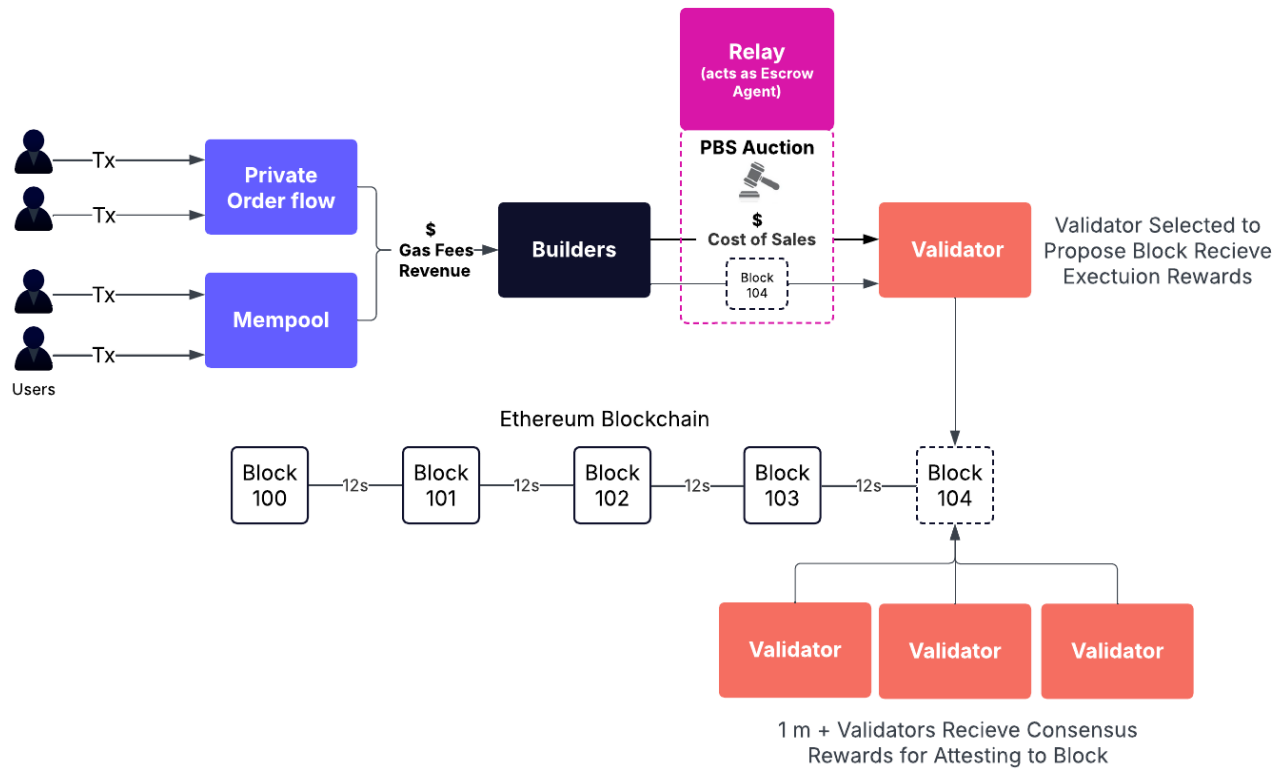 Relay
(acts as Escrow
Agent)
PBS Auction
Tx
Tx
Private
Order flow
$
Gas Fees
Revenue
Builders
$
Cost of Sales
Block
104
Validator
Validator Selected to
Propose Block Recieve
Exectuion Rewards
Tx
Tx
Mempool
Users
Ethereum Blockchain
Block
100
12s
Block
101
12s
Block
102
12s
Block
103
12s
Block
104
Validator
Validator
Validator
1 m + Validators Recieve Consensus
Rewards for Attesting to Block